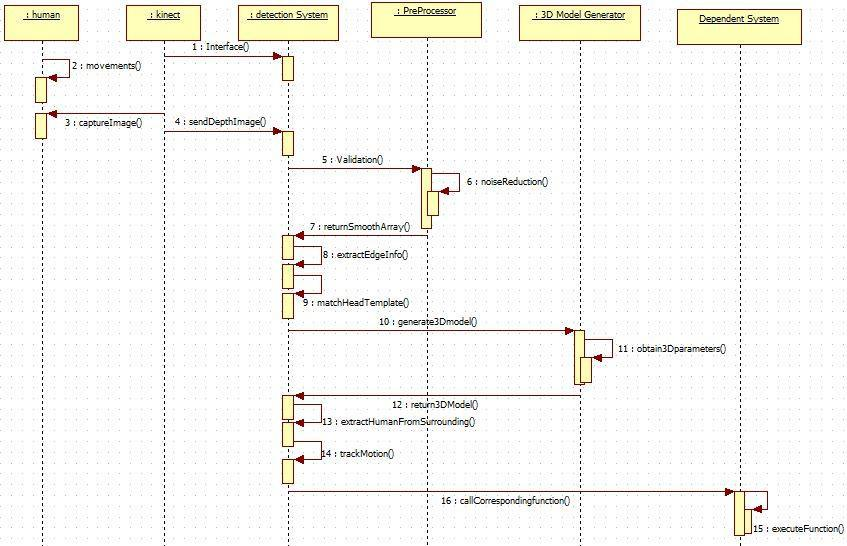 : human
: kinect
: detection System
: PreProcessor
: 3D Model Generator
Dependent System
1 : Interface()
2 : movements()
3 : captureImage()
4 : sendDepthImage()
5 : Validation()
6 : noiseReduction()
7 : returnSmoothArray()
8 : extractEdgeInfo()
9 : matchHeadTemplate()
10 : generate3Dmodel()
11 : obtain3Dparameters()
12 : return3DModel()
13 : extractHumanFromSurrounding()
14 : trackMotion()
16 : callCorrespondingfunction()
15 : executeFunction()